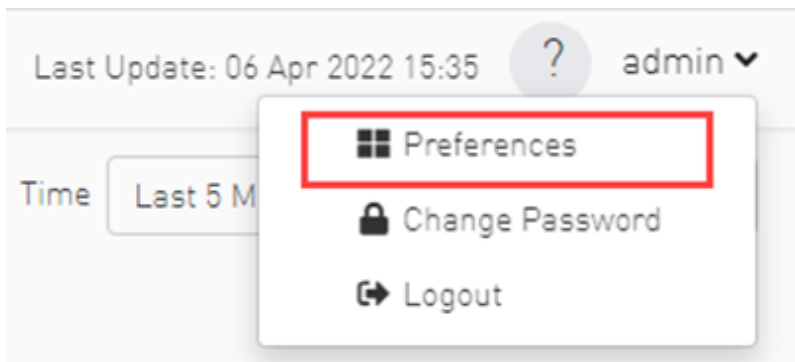 Last Update: 06 Apr 2022 15:35 ? admin
Preferences
Time Last 5 M
Change Password
Logout